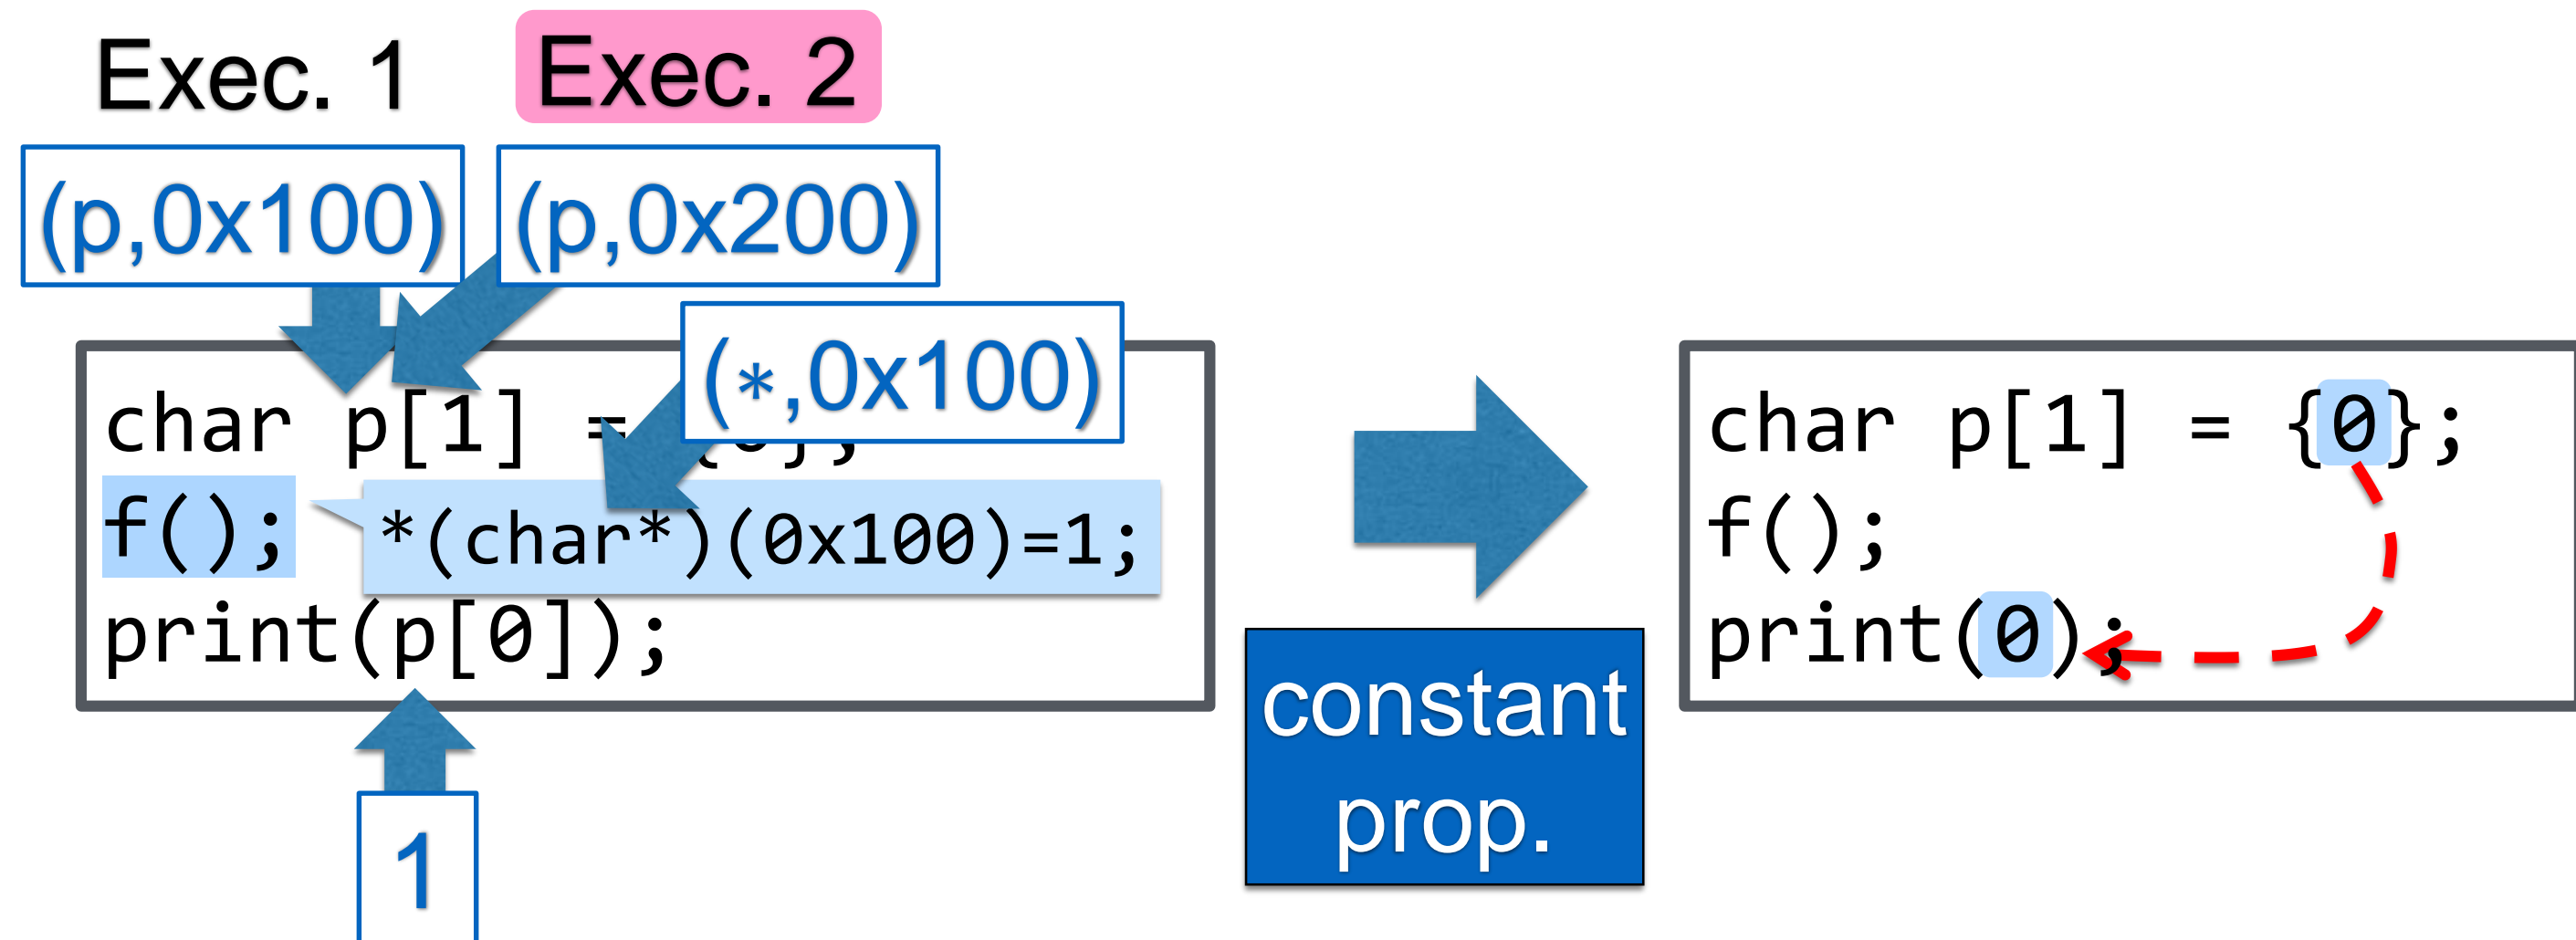 Exec. 1
Exec. 2
(p,0x100)
(p,0x200)
(*,0x100)
char p[1] =
f();
*(char*)(0x100)=1;
print(p[0]);
1
constant
prop.
char p[1] = {0};
f();
print(0);